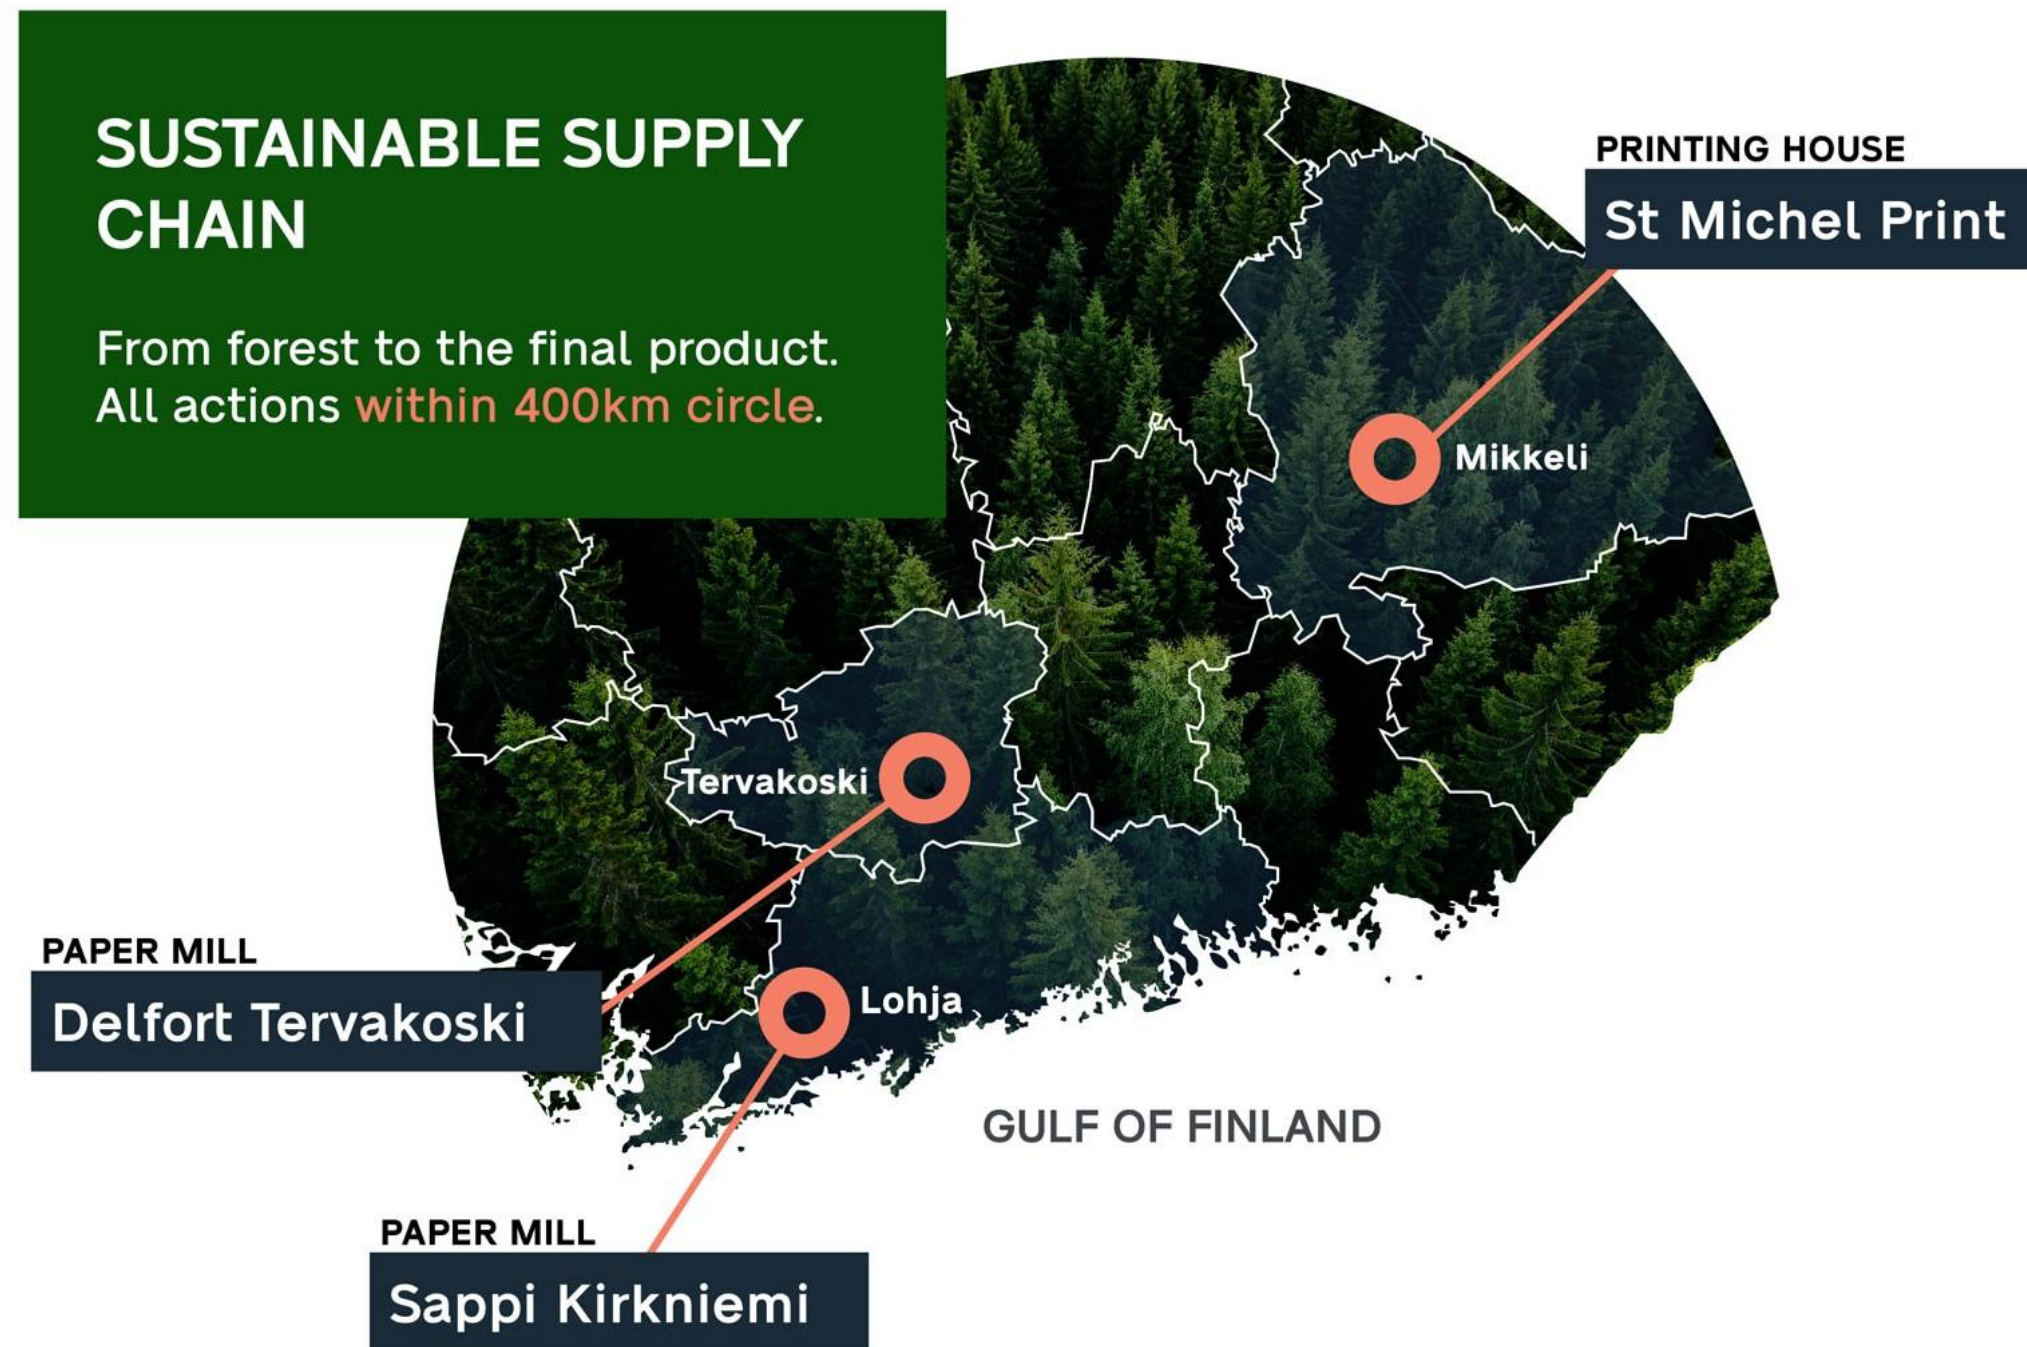 SUSTAINABLE SUPPLY
CHAIN
From forest to the final product.
All actions within 400km circle.
PRINTING HOUSE
St Michel Print
Mikkeli
Tervakoski
PAPER MILL
Delfort Tervakoski
Lohja
GULF OF FINLAND
PAPER MILL
Sappi Kirkniemi